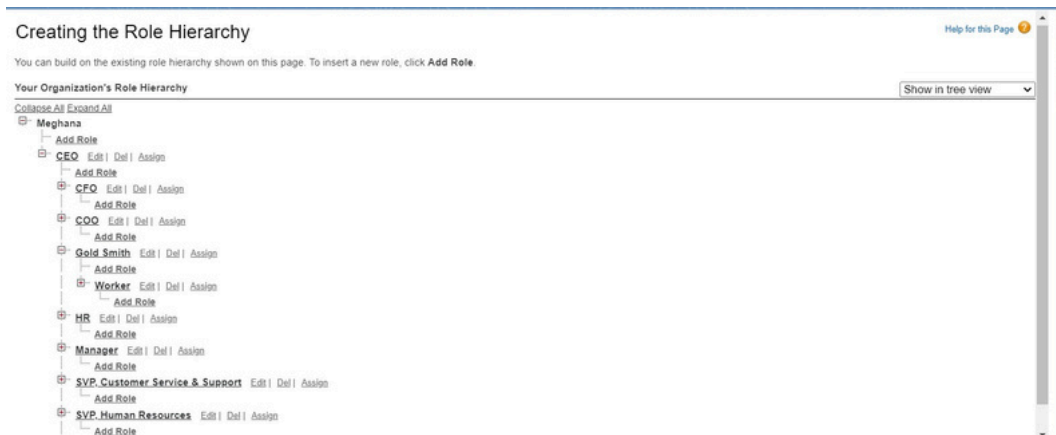 Creating the Role Hierarchy
Help for this Page
You can build on the existing role hierarchy shown on this page. To insert a new role, click Add Role.
Your Organization's Role Hierarchy
Show in tree view
Collapse All Expand All
Meghana
Add Role
CEO Edit | Del | Assign
Add Role
CFO Edit | Del | Assign
Add Role
COO Edit | Del | Assign
Add Role
Gold Smith Edit | Del | Assign
Add Role
Worker Edit | Del | Assign
Add Role
HR Edit | Del | Assign
Add Role
Manager Edit | Del | Assign
Add Role
SVP, Customer Service & Support Edit | Del | Assign
Add Role
SVP, Human Resources Edit | Del | Assign
Add Role